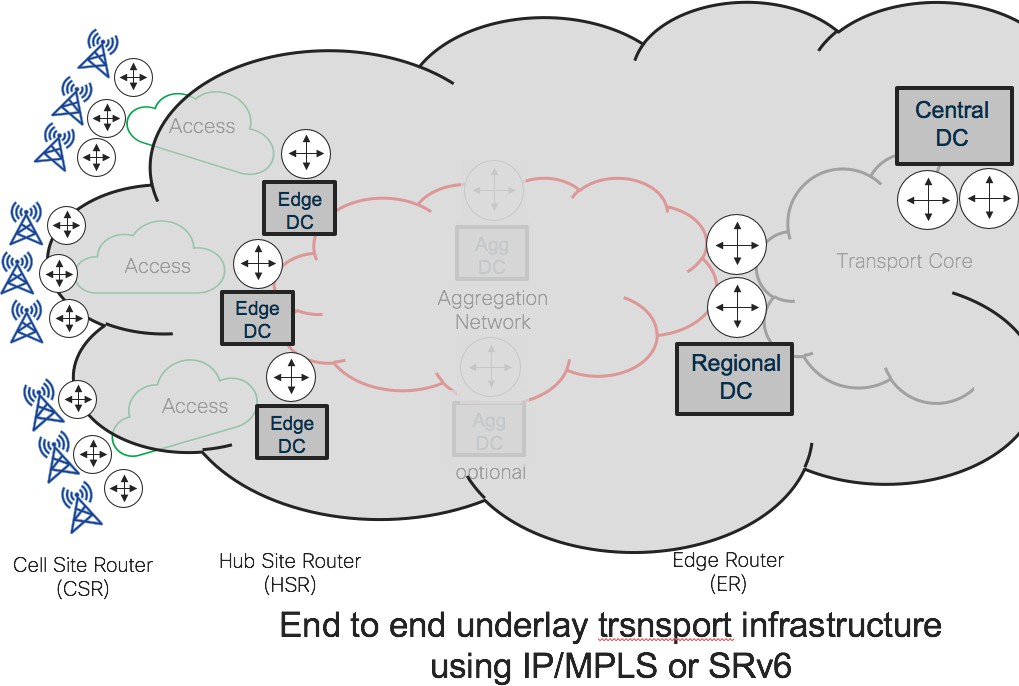 Central
DC
Access
Edge
DC
Agg
DC
Access
Edge
DC
Aggregation
Network
Transport Core
Regional
DC
Access
Edge
DC
Agg
DC
optional
Cell Site Router
(CSR)
Hub Site Router
(HSR)
Edge Router
(ER)
End to end underlay trsnsport infrastructure
using IP/MPLS or SRv6